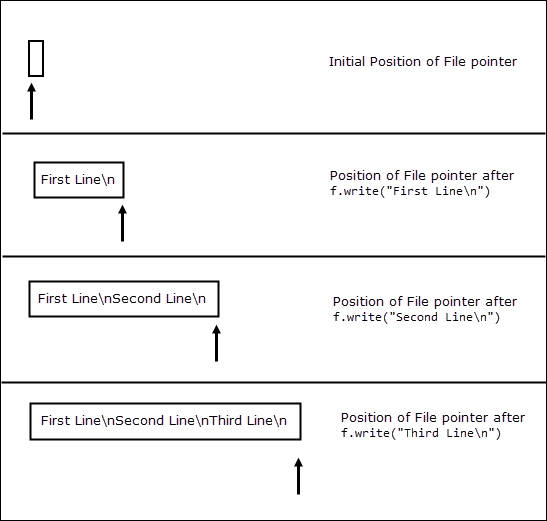 Initial Position of File pointer
First Line\n
Position of File pointer after
f.write("First Line\n")
First Line\nSecond Line\n
Position of File pointer after
f.write("Second Line\n")
First Line\nSecond Line\nThird Line\n
Position of File pointer after
f.write("Third Line\n")